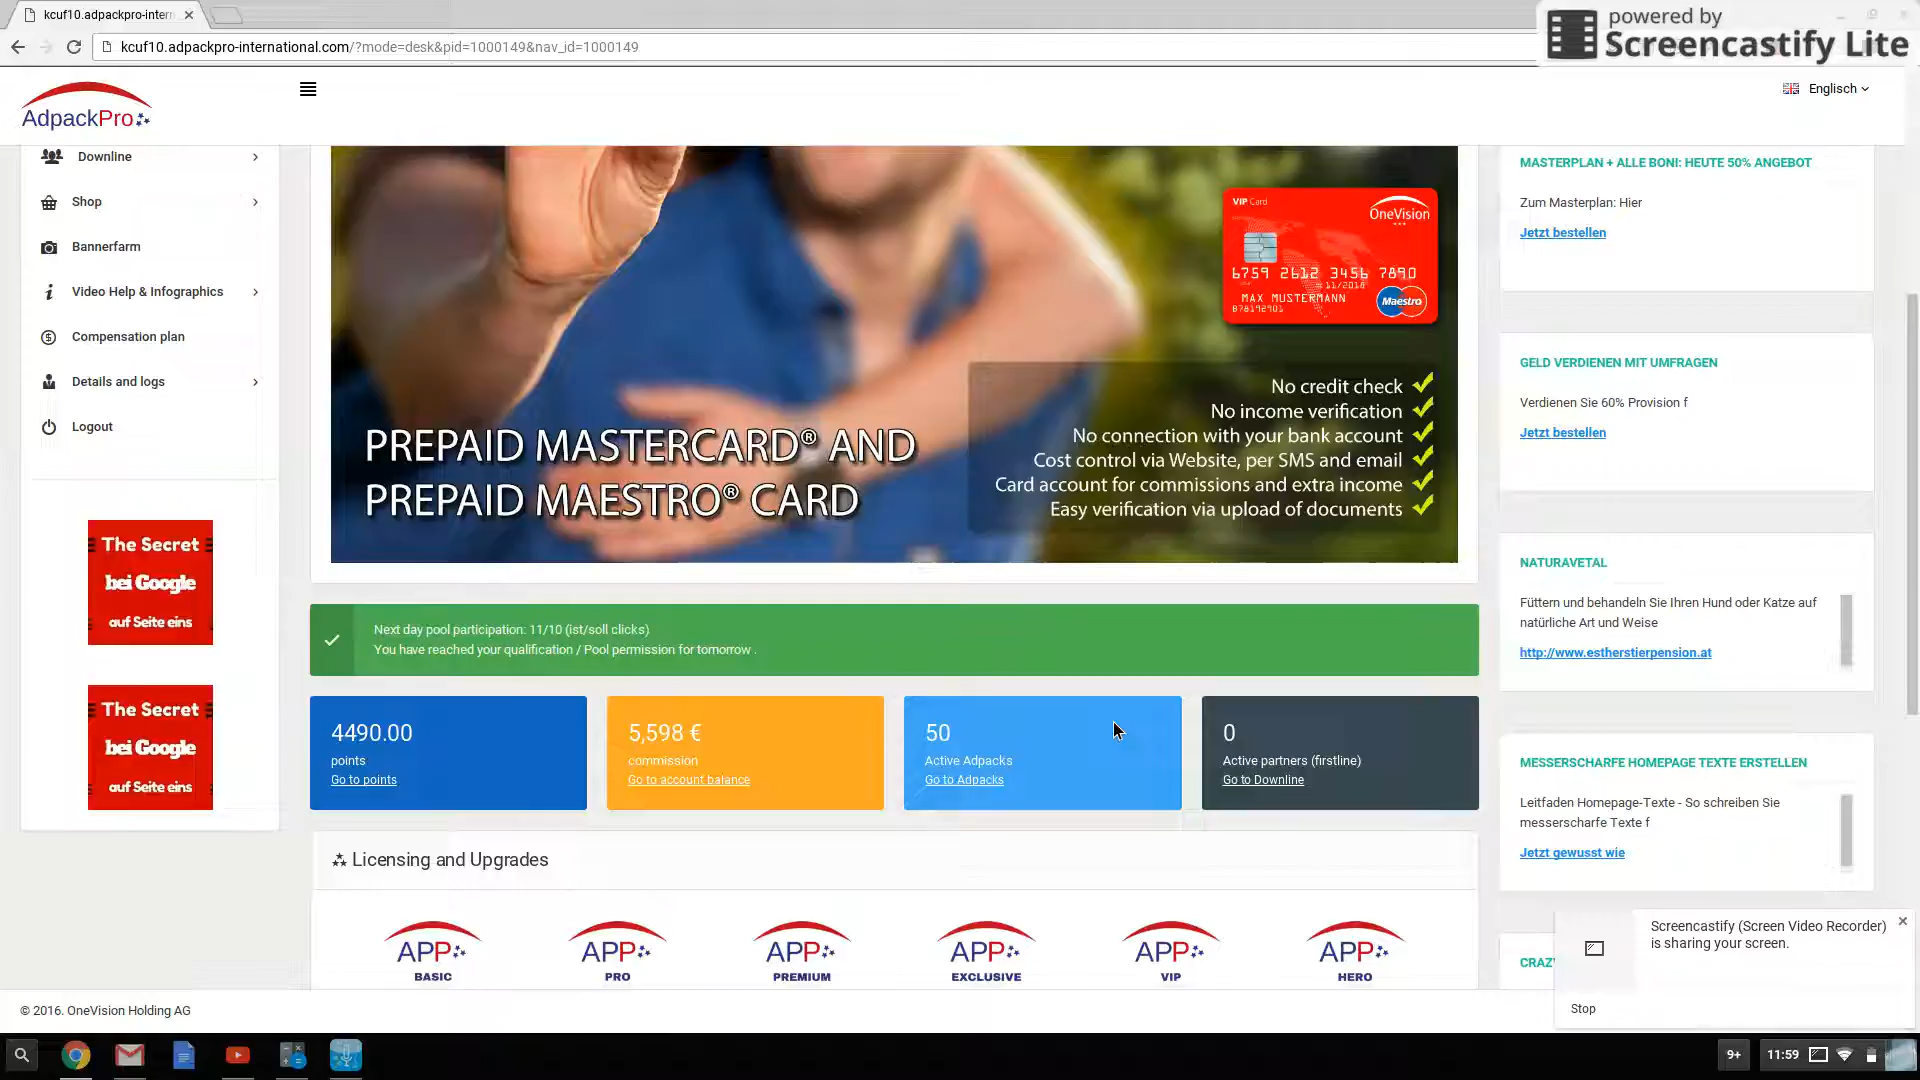 kcuf10.adpackpro-intern
powered by
Screencastify Lite
kcuf10.adpackpro-international.com/?mode=desk&pid=1000149&nav_id=1000149
AdpackPro
Englisch
Downline
Shop
Bannerfarm
Video Help & Infographics
Compensation plan
Details and logs
Logout
The Secret
bei Google
auf Seite eins
The Secret
bei Google
auf Seite eins
VIP Card
OneVision
6759 2612 3456 7890
11/2018
MAX MUSTERMANN
Maestro
PREPAID MASTERCARD® AND
PREPAID MAESTRO® CARD
No credit check
No income verification
No connection with your bank account
Cost control via Website, per SMS and email
Card account for commissions and extra income
Easy verification via upload of documents
Next day pool participation: 11/10 (ist/soll clicks)
You have reached your qualification / Pool permission for tomorrow .
4490.00
points
Go to points
5,598 €
commission
Go to account balance
50
Active Adpacks
Go to Adpacks
0
Active partners (firstline)
Go to Downline
Licensing and Upgrades
APP
BASIC
APP
PRO
APP
PREMIUM
APP
EXCLUSIVE
APP
VIP
APP
HERO
MASTERPLAN + ALLE BONI: HEUTE 50% ANGEBOT
Zum Masterplan: Hier
Jetzt bestellen
GELD VERDIENEN MIT UMFRAGEN
Verdienen Sie 60% Provision f
Jetzt bestellen
NATURAVETAL
Füttern und behandeln Sie Ihren Hund oder Katze auf
natürliche Art und Weise
http://www.estherstierpension.at
MESSERSCHARFE HOMEPAGE TEXTE ERSTELLEN
Leitfaden Homepage-Texte - So schreiben Sie
messerscharfe Texte f
Jetzt gewusst wie
CRAZY
Screencastify (Screen Video Recorder)
is sharing your screen.
Stop
© 2016. OneVision Holding AG
9+
11:59